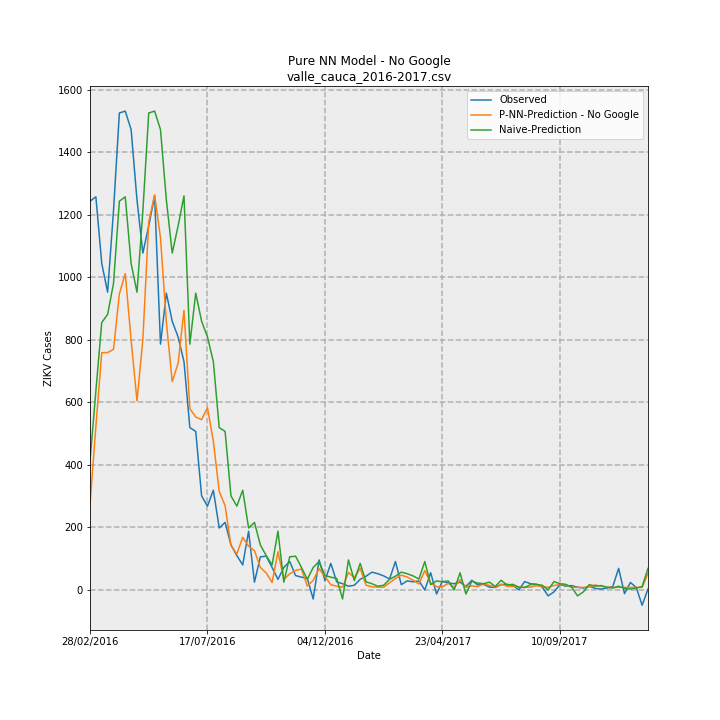 Pure NN Model - No Google
valle_cauca_2016-2017.csv
Observed
P-NN-Prediction - No Google
Naive-Prediction
1600
1400
1200
1000
800
600
400
200
0
ZIKV Cases
28/02/2016
17/07/2016
04/12/2016
23/04/2017
10/09/2017
Date